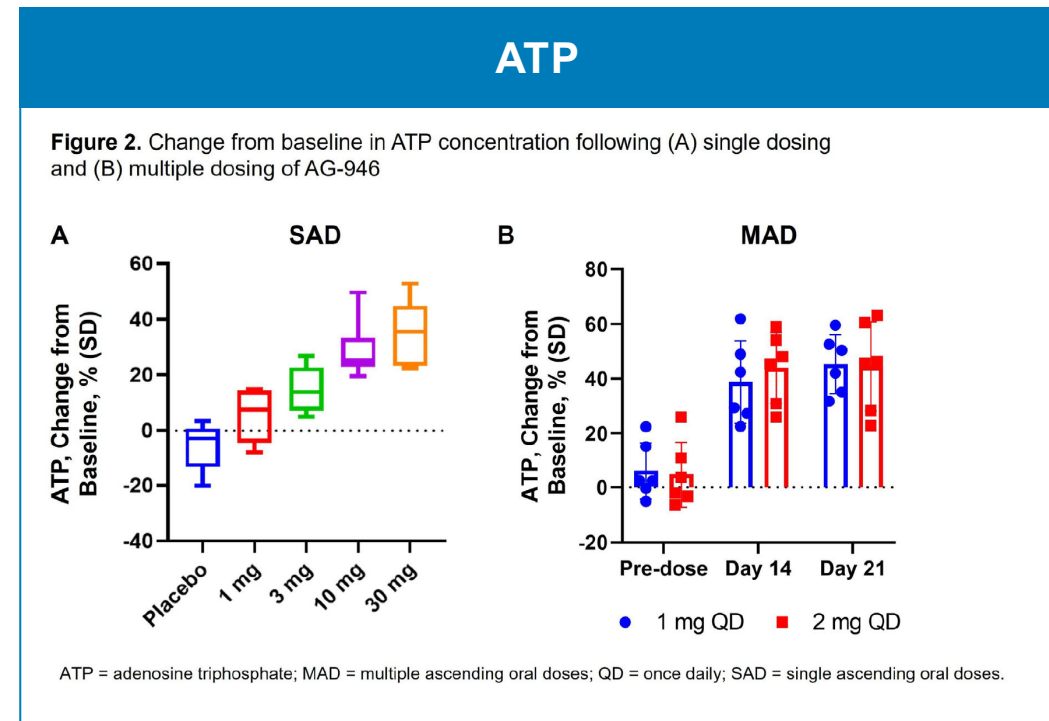 ATP
Figure 2. Change from baseline in ATP concentration following (A) single dosing
and (B) multiple dosing of AG-946
A
SAD
ATP, Change from
Baseline, % (SD)
60
40
20
0
-20
-40
Placebo
1 mg
3 mg
10 mg
30 mg
B
MAD
ATP, Change from
Baseline, % (SD)
80
60
40
20
0
-20
Pre-dose
Day 14
Day 21
1 mg QD
2 mg QD
ATP = adenosine triphosphate; MAD = multiple ascending oral doses; QD = once daily; SAD = single ascending oral doses.